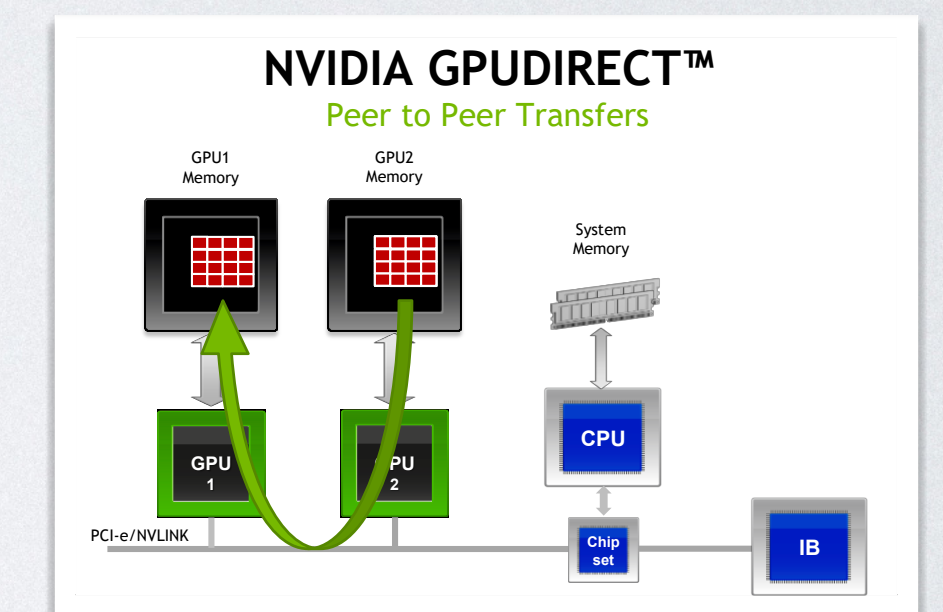 NVIDIA GPUDIRECT™
Peer to Peer Transfers
GPU1
Memory
GPU2
Memory
System
Memory
GPU
1
PU
2
CPU
PCI-e/NVLINK
Chip
set
IB